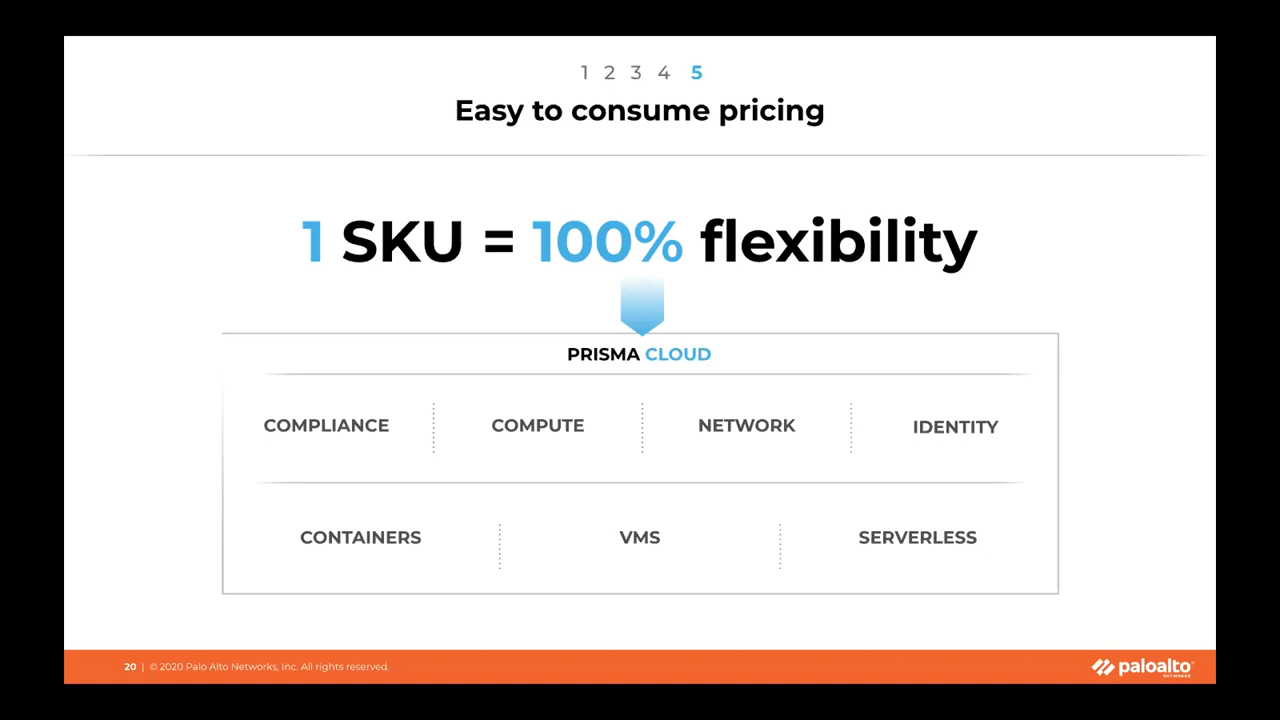 1 2 3 4 5
Easy to consume pricing
1 SKU = 100% flexibility
PRISMA CLOUD
COMPLIANCE COMPUTE NETWORK IDENTITY
CONTAINERS VMS SERVERLESS
20 | © 2020 Palo Alto Networks, Inc. All rights reserved.
paloalto
NETWORKS